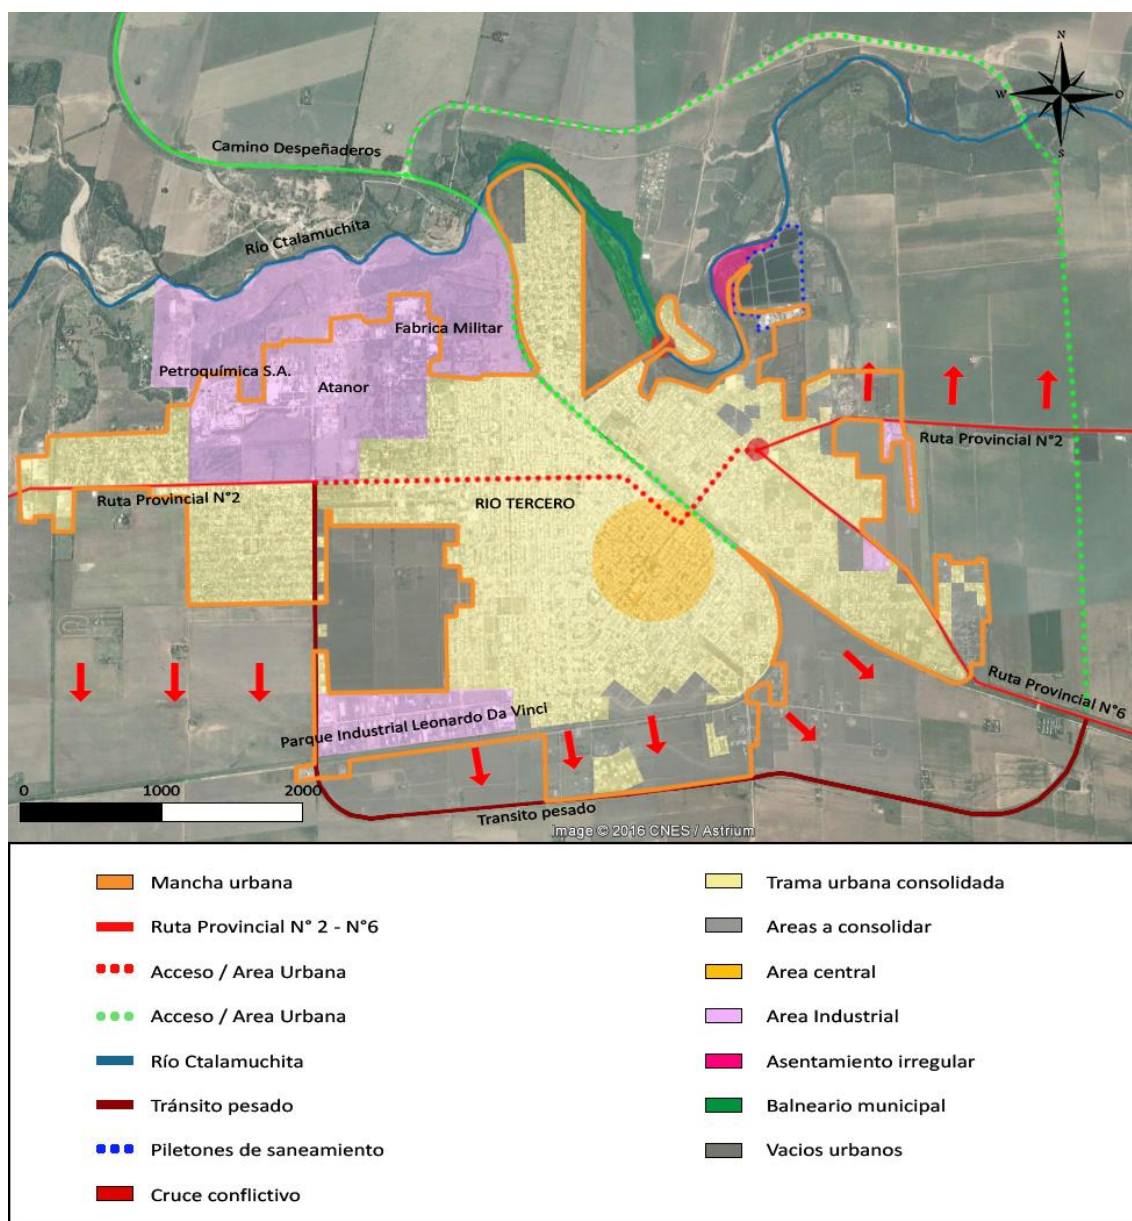 N
W
O
S
Camino Despeñaderos
Río Ctalamuchita
Fabrica Militar
Petroquímica S.A.
Atanor
Ruta Provincial N°2
Ruta Provincial N°2
RIO TERCERO
Ruta Provincial N°6
Parque Industrial Leonardo Da Vinci
0 1000 2000
Transito pesado
Image © 2016 CNES / Astrium
Mancha urbana
Ruta Provincial N° 2 - N°6
Acceso / Area Urbana
Acceso / Area Urbana
Río Ctalamuchita
Tránsito pesado
Piletones de saneamiento
Cruce conflictivo
Trama urbana consolidada
Areas a consolidar
Area central
Area Industrial
Asentamiento irregular
Balneario municipal
Vacios urbanos